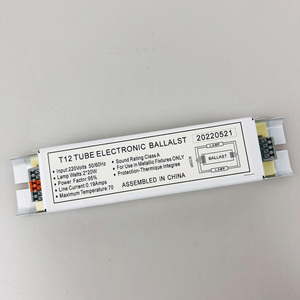 T12 TUBE ELECTRONIC BALLALST
20220521
Input:220Volts 50/60Hz
Lamp Watts:2*20W
Power Factor:95%
Line Current:0.19Amps
Maximum Temperature:70
Sound Rating:Class A
For Use in Metallic Fixtures ONLY
Protection-Thermique Integree
LAMP
BALLAST
LAMP
ASSEMBLED IN CHINA